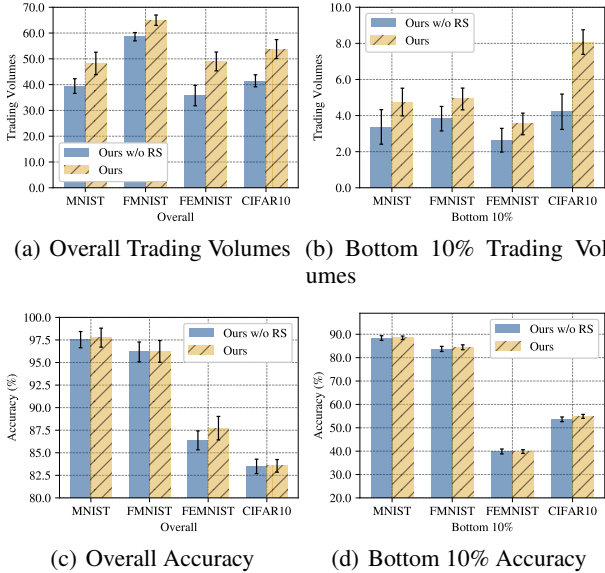 70.0
60.0
50.0
40.0
30.0
20.0
10.0
0.0
Trading Volumes
Ours w/o RS
Ours
MNIST FMNIST FEMNIST CIFAR10
Overall
10.0
8.0
6.0
4.0
2.0
0.0
Trading Volumes
Ours w/o RS
Ours
MNIST FMNIST FEMNIST CIFAR10
Bottom 10%
(a) Overall Trading Volumes
(b) Bottom 10% Trading Vol
umes
100.0
97.5
95.0
92.5
90.0
87.5
85.0
82.5
80.0
Accuracy (%)
Ours w/o RS
Ours
MNIST FMNIST FEMNIST CIFAR10
Overall
90.0
80.0
70.0
60.0
50.0
40.0
30.0
20.0
Accuracy (%)
Ours w/o RS
Ours
MNIST FMNIST FEMNIST CIFAR10
Bottom 10%
(c) Overall Accuracy
(d) Bottom 10% Accuracy